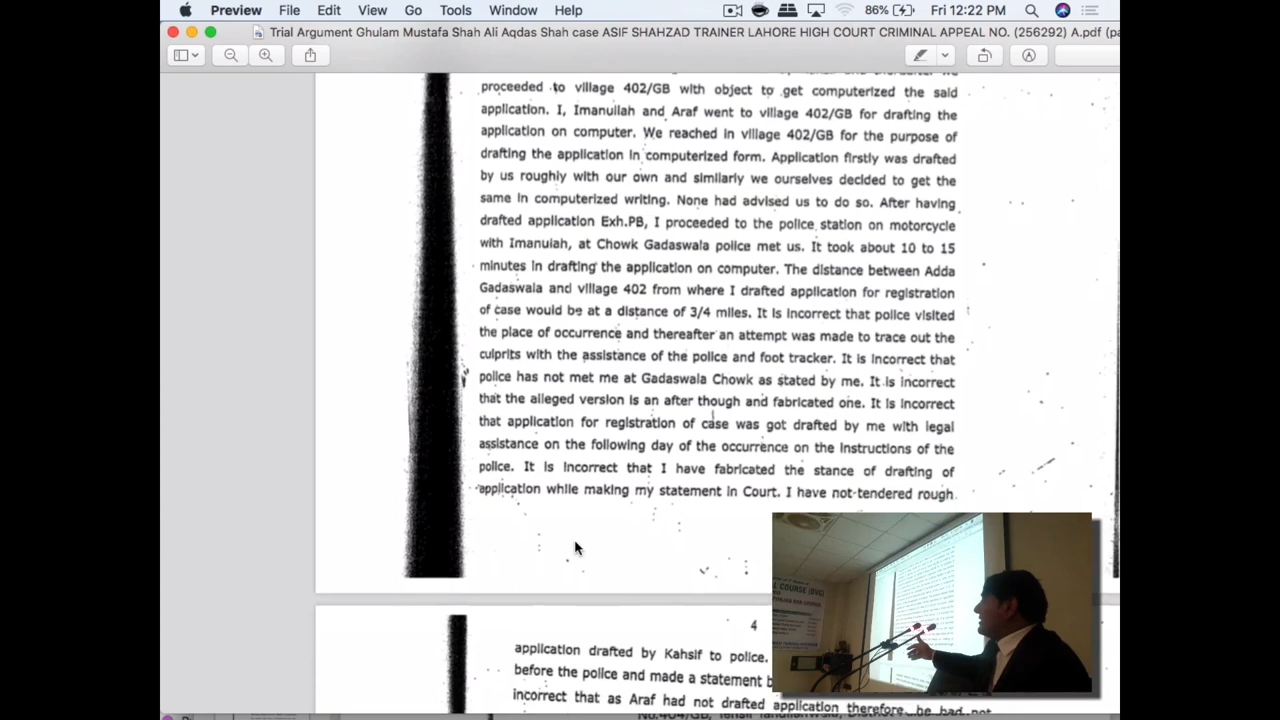 Preview File Edit View Go Tools Window Help 86% Fri 12:22 PM
Trial Argument Ghulam Mustafa Shah Ali Aqdas Shah case ASIF SHAHZAD TRAINER LAHORE HIGH COURT CRIMINAL APPEAL NO. (256292) A.pdf (pa
proceeded to village 402/GB with object to get computerized the said
application. I, Imanullah and Araf went to village 402/GB for drafting the
application on computer. We reached in village 402/GB for the purpose of
drafting the application in computerized form. Application firstly was drafted
by us roughly with our own and similarly we ourselves decided to get the
same in computerized writing. None had advised us to do so. After having
drafted application Exh.PB, I proceeded to the police station on motorcycle
with Imanulah, at Chowk Gadaswala police met us. It took about 10 to 15
minutes in drafting the application on computer. The distance between Adda
Gadaswala and village 402 from where I drafted application for registration
of case would be at a distance of 3/4 miles. It is incorrect that police visited
the place of occurrence and thereafter an attempt was made to trace out the
culprits with the assistance of the police and foot tracker. It is incorrect that
police has not met me at Gadaswala Chowk as stated by me. It is incorrect
that the alleged version is an after though and fabricated one. It is incorrect
that application for registration of case was got drafted by me with legal
assistance on the following day of the occurrence on the instructions of the
police. It is incorrect that I have fabricated the stance of drafting of
application while making my statement in Court. I have not tendered rough
4
application drafted by Kahsif to police.
before the police and made a statement b
incorrect that as Araf had not drafted application therefore, he had not
L COURSE (DVC)